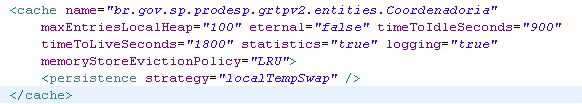 <cache name="br.gov.sp.prodesp.grtpv2.entities.Coordenadoria"
maxEntriesLocalHeap="100" eternal="false" timeToIdleSeconds="900"
timeToLiveSeconds="1800" statistics="true" logging="true"
memoryStoreEvictionPolicy="LRU">
<persistence strategy="localTempSwap" />
</cache>